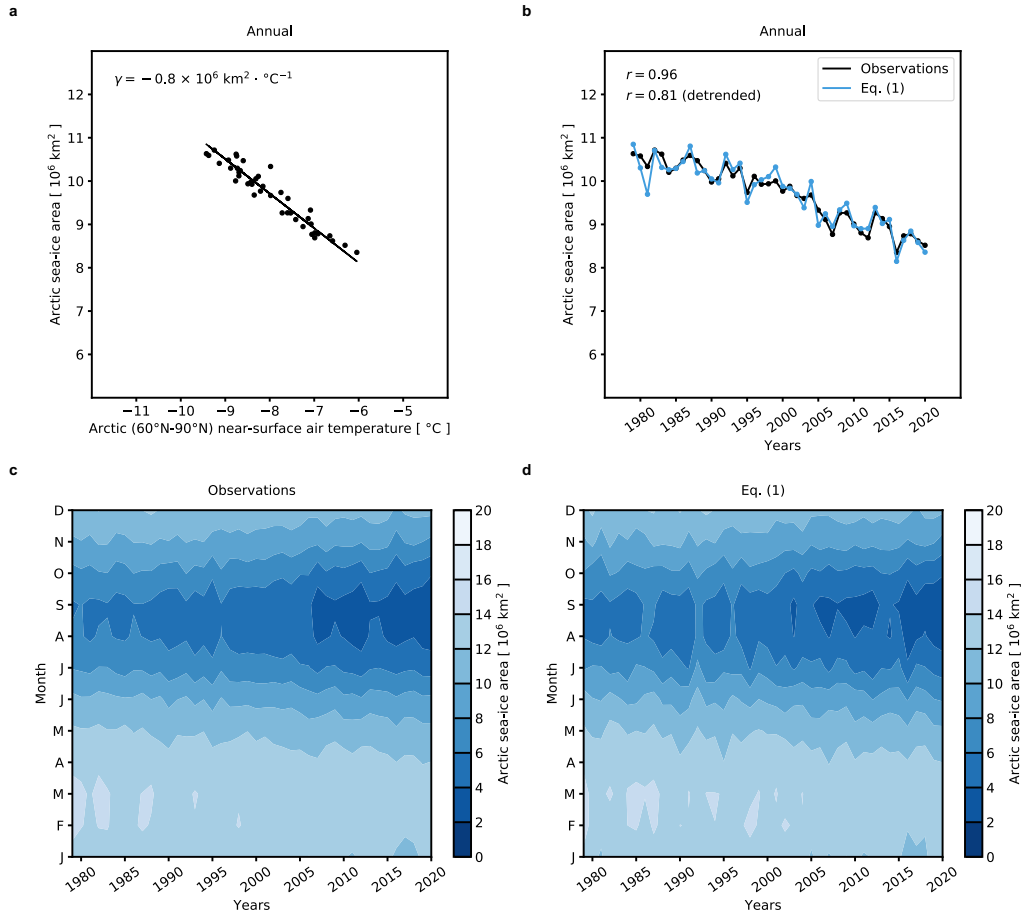 a
Annual
γ = −0.8 × 10⁶ km² · °C⁻¹
12
11
10
9
8
7
6
Arctic sea-ice area [ 10⁶ km² ]
−11 −10 −9 −8 −7 −6 −5
Arctic (60°N-90°N) near-surface air temperature [ °C ]
b
Annual
r = 0.96
r = 0.81 (detrended)
Observations
Eq. (1)
12
11
10
9
8
7
6
Arctic sea-ice area [ 10⁶ km² ]
1980 1985 1990 1995 2000 2005 2010 2015 2020
Years
c
Observations
D
N
O
S
A
J
J
M
A
M
F
J
Month
1980 1985 1990 1995 2000 2005 2010 2015 2020
Years
20
18
16
14
12
10
8
6
4
2
0
Arctic sea-ice area [ 10⁶ km² ]
d
Eq. (1)
D
N
O
S
A
J
J
M
A
M
F
J
Month
1980 1985 1990 1995 2000 2005 2010 2015 2020
Years
20
18
16
14
12
10
8
6
4
2
0
Arctic sea-ice area [ 10⁶ km² ]